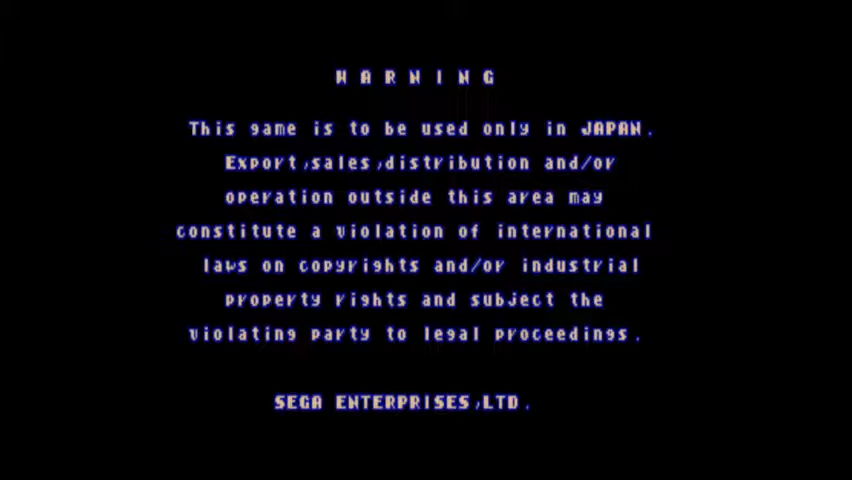 WARNING
This game is to be used only in JAPAN.
Export,sales,distribution and/or
operation outside this area may
constitute a violation of international
laws on copyrights and/or industrial
property rights and subject the
violating party to legal proceedings.
SEGA ENTERPRISES,LTD.